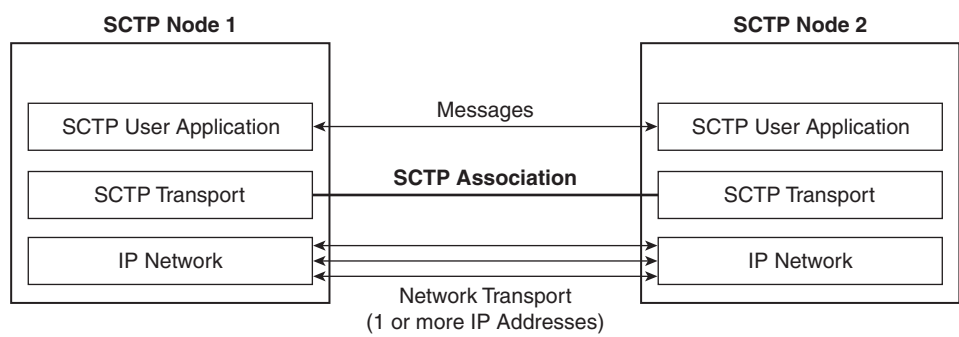 SCTP Node 1
SCTP Node 2
SCTP User Application
Messages
SCTP User Application
SCTP Transport
SCTP Association
SCTP Transport
IP Network
IP Network
Network Transport
(1 or more IP Addresses)